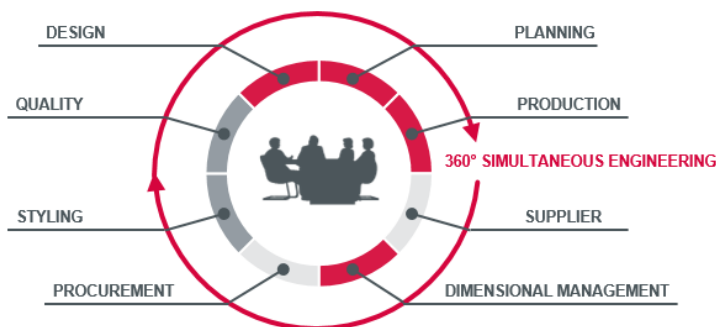 DESIGN
PLANNING
QUALITY
PRODUCTION
360° SIMULTANEOUS ENGINEERING
STYLING
SUPPLIER
PROCUREMENT
DIMENSIONAL MANAGEMENT